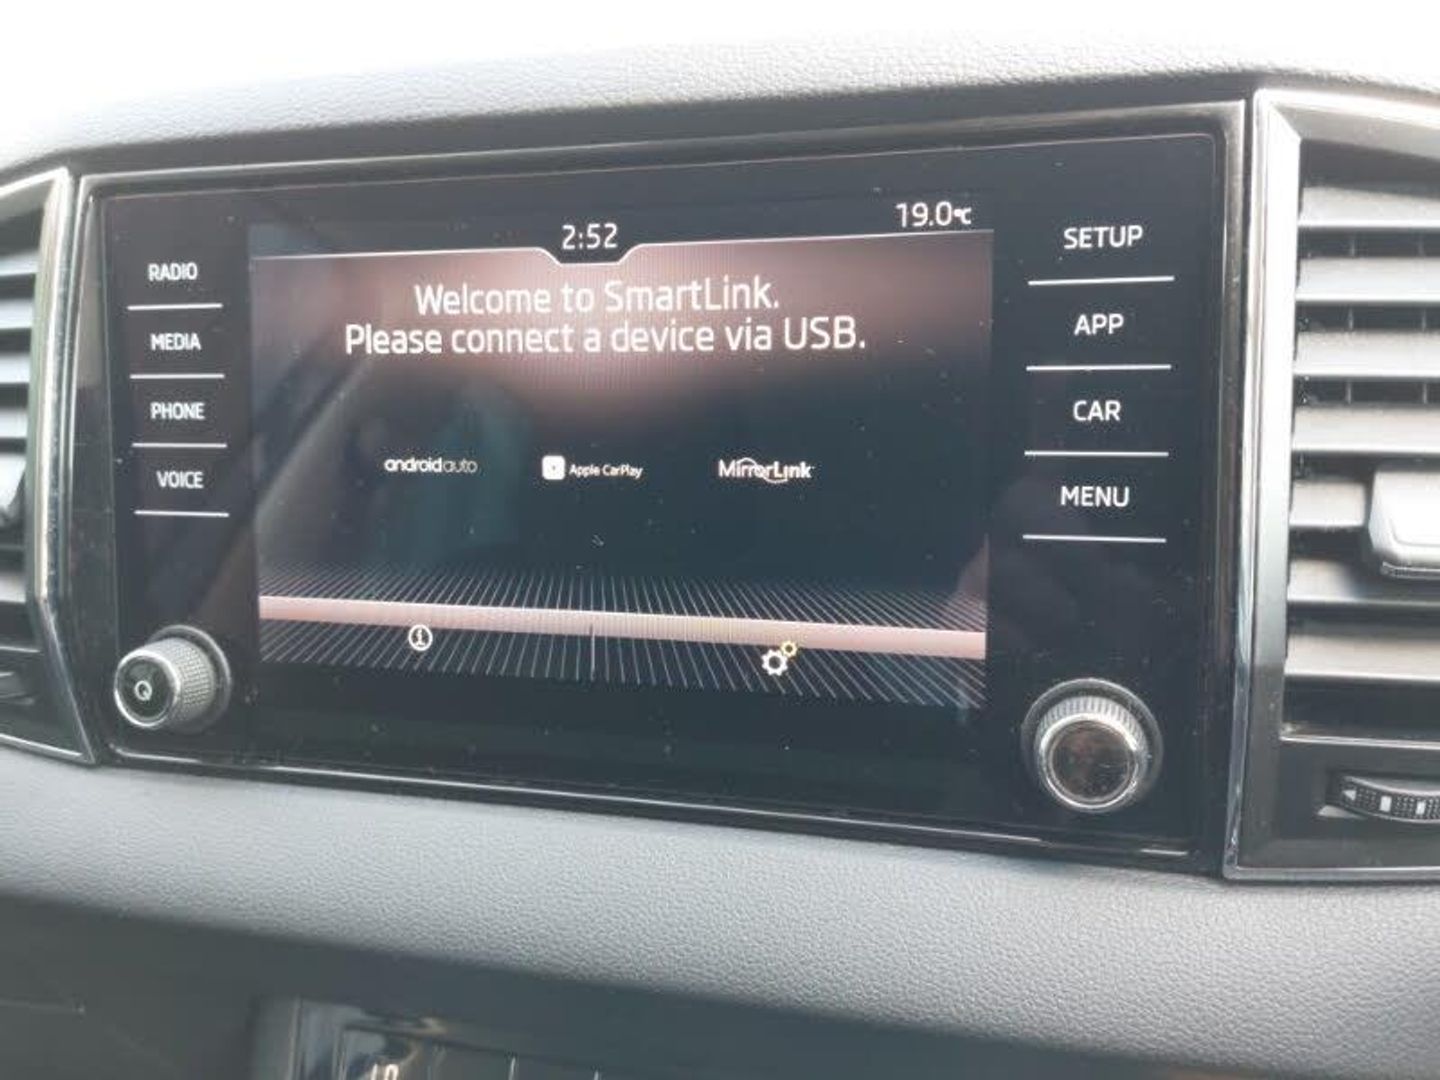 2:52
19.0°C
RADIO
MEDIA
PHONE
VOICE
Welcome to SmartLink.
Please connect a device via USB.
androidauto
Apple CarPlay
MirrorLink
SETUP
APP
CAR
MENU